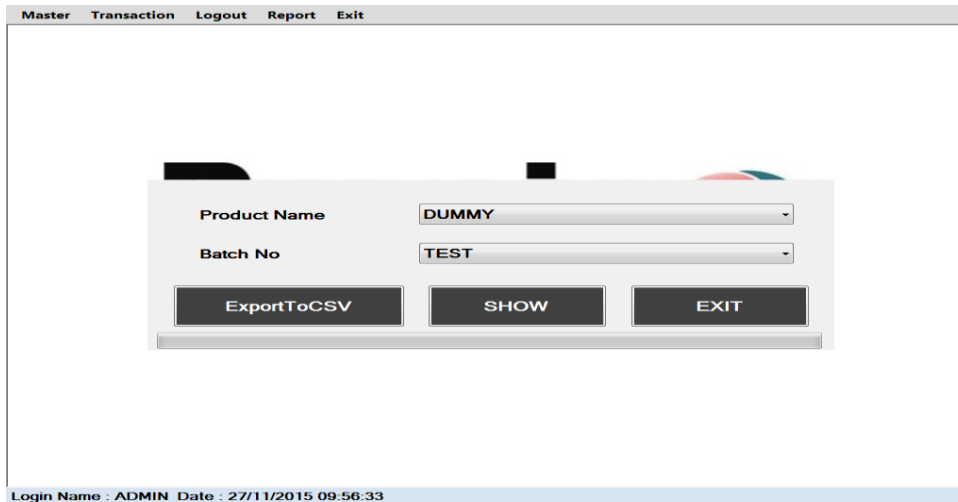 Master Transaction Logout Report Exit
Product Name DUMMY
Batch No TEST
ExportToCSV SHOW EXIT
Login Name : ADMIN Date : 27/11/2015 09:56:33